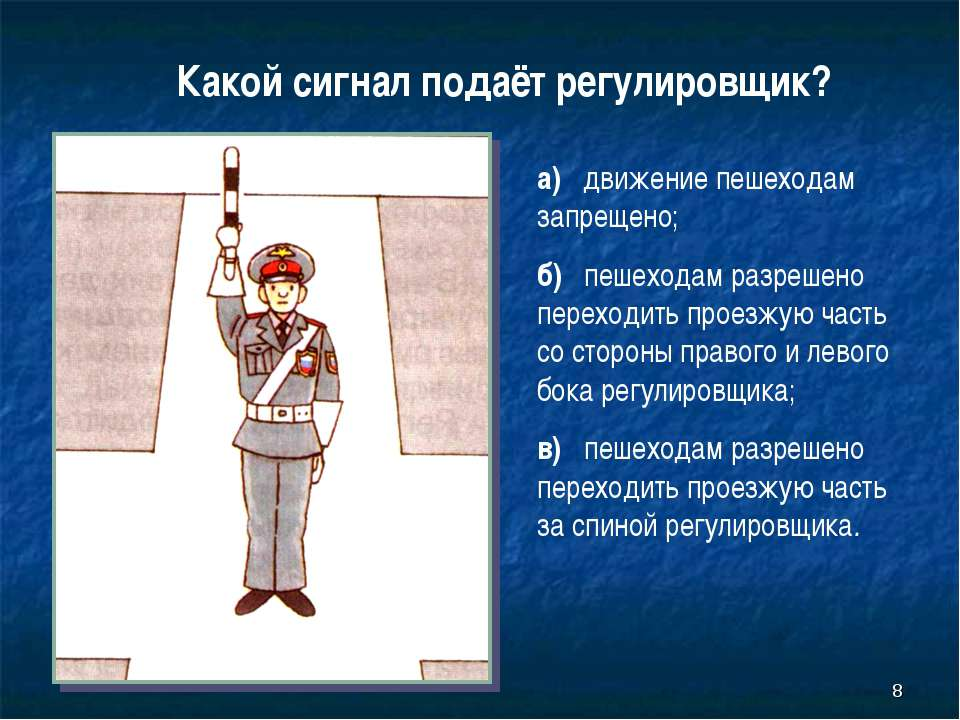 Какой сигнал подаёт регулировщик?
а) движение пешеходам
запрещено;
б) пешеходам разрешено
переходить проезжую часть
со стороны правого и левого
бока регулировщика;
в) пешеходам разрешено
переходить проезжую часть
за спиной регулировщика.
8